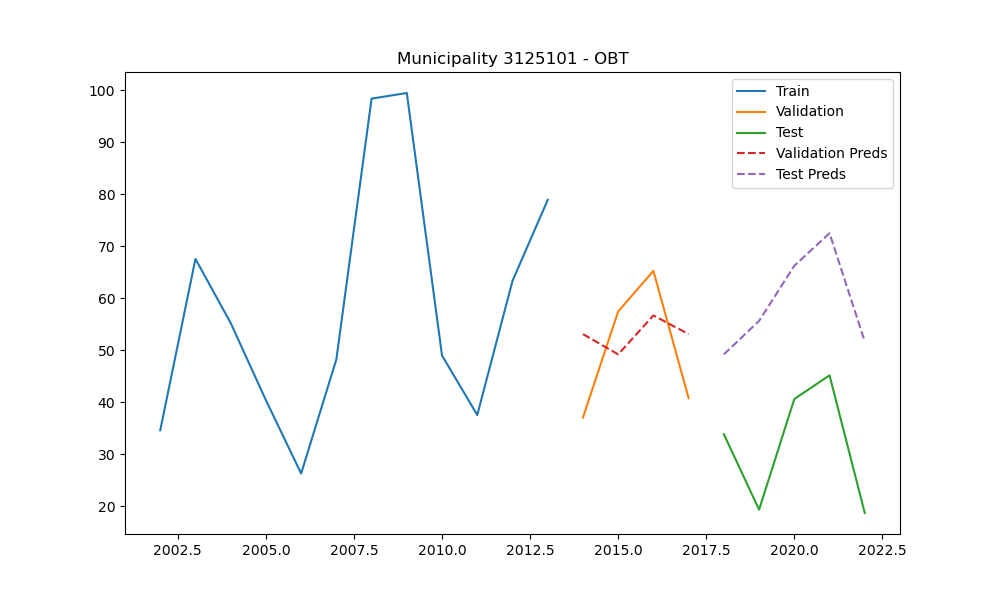 Municipality 3125101 - OBT
100
90
80
70
60
50
40
30
20
Train
Validation
Test
Validation Preds
Test Preds
2002.5 2005.0 2007.5 2010.0 2012.5 2015.0 2017.5 2020.0 2022.5